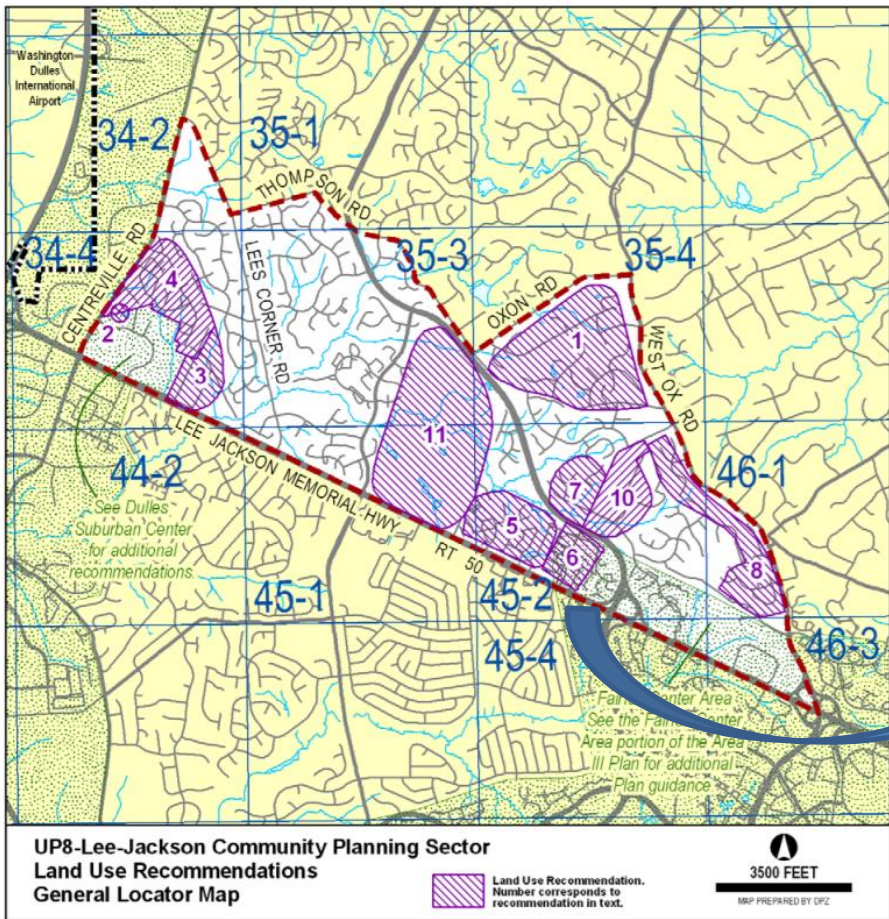 Washington
Dulles
International
Airport
34-2
35-1
THOMPSON RD
34-4
CENTREVILLE RD
LEES CORNER RD
35-3
OXON RD
35-4
4
2
3
1
WEST OX RD
11
LEE JACKSON MEMORIAL HWY
RT 50
44-2
See Dulles
Suburban Center
for additional
recommendations.
46-1
7
10
5
6
8
45-1
45-2
45-4
46-3
Center Area
See the
Area portion of the Area
III Plan for additional
Plan guidance
UP8-Lee-Jackson Community Planning Sector
Land Use Recommendations
General Locator Map
Land Use Recommendation.
Number corresponds to
recommendation in text.
3500 FEET
MAP PREPARED BY DPZ